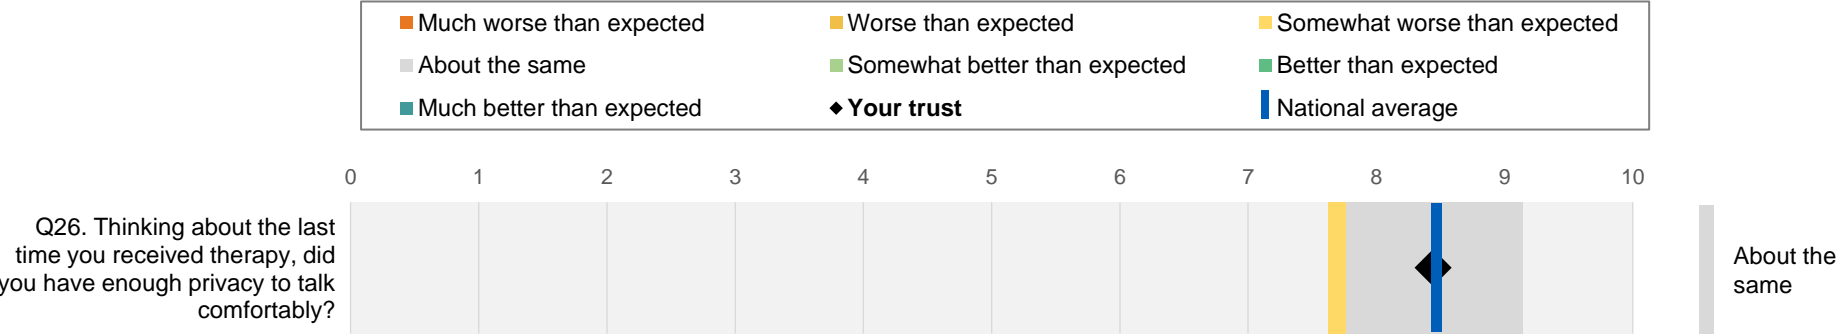 Much worse than expected
Worse than expected
Somewhat worse than expected
About the same
Somewhat better than expected
Better than expected
Much better than expected
Your trust
National average
0 1 2 3 4 5 6 7 8 9 10
Q26. Thinking about the last
time you received therapy, did
you have enough privacy to talk
comfortably?
About the
same